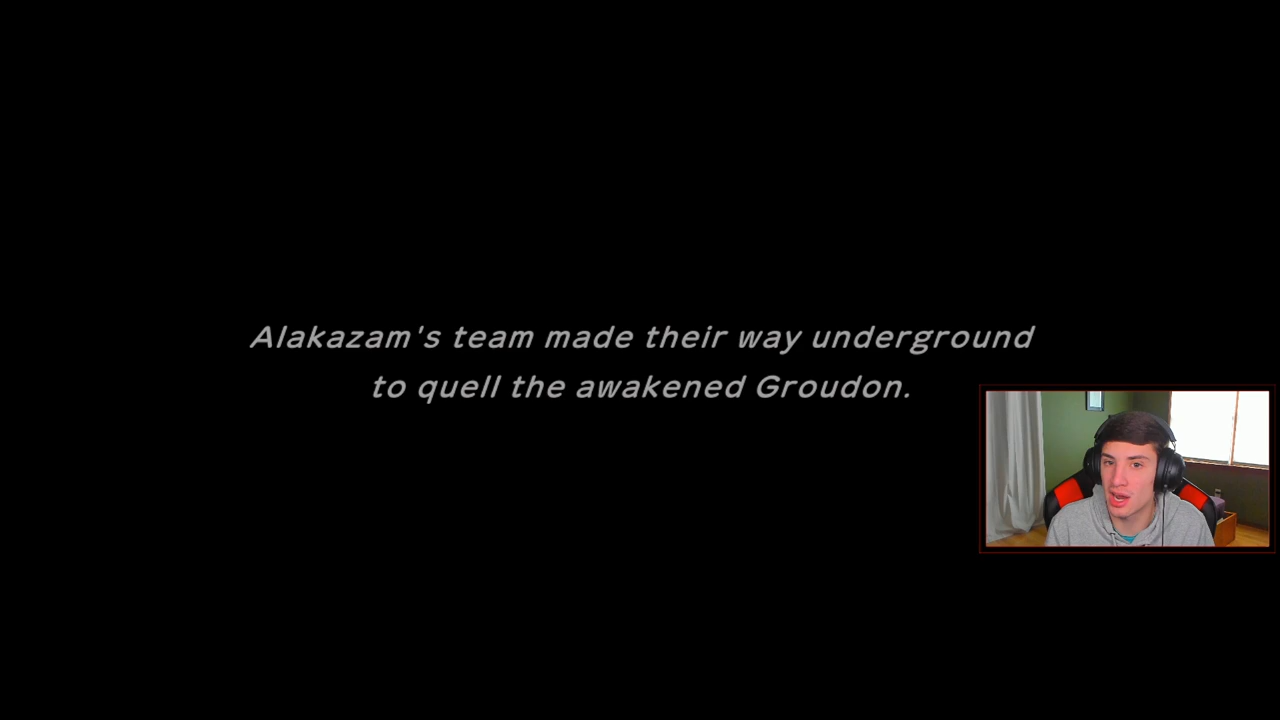 Alakazam's team made their way underground
to quell the awakened Groudon.